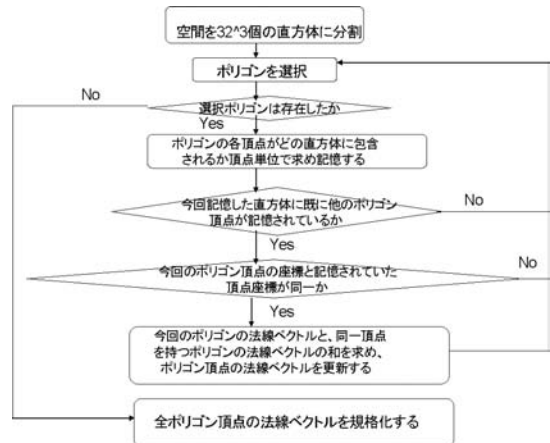 空間を32^3個の直方体に分割
ポリゴンを選択
No
選択ポリゴンは存在したか
Yes
ポリゴンの各頂点がどの直方体に包含
されるか頂点単位で求め記憶する
今回記憶した直方体に既に他のポリゴン
頂点が記憶されているか
No
Yes
今回のポリゴン頂点の座標と記憶されていた
頂点座標が同一か
No
Yes
今回のポリゴンの法線ベクトルと、同一頂点
を持つポリゴンの法線ベクトルの和を求め、
ポリゴン頂点の法線ベクトルを更新する
全ポリゴン頂点の法線ベクトルを規格化する